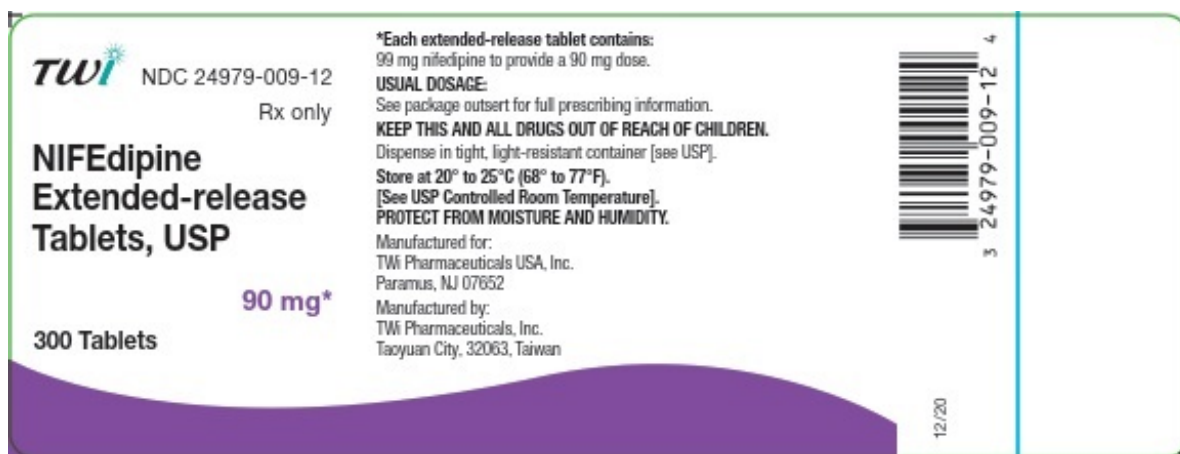 TWi NDC 24979-009-12
Rx only
NIFEdipine
Extended-release
Tablets, USP
90 mg*
300 Tablets
*Each extended-release tablet contains:
99 mg nifedipine to provide a 90 mg dose.
USUAL DOSAGE:
See package outsert for full prescribing information.
KEEP THIS AND ALL DRUGS OUT OF REACH OF CHILDREN.
Dispense in tight, light-resistant container [see USP].
Store at 20° to 25°C (68° to 77°F).
[See USP Controlled Room Temperature].
PROTECT FROM MOISTURE AND HUMIDITY.
Manufactured for:
TWi Pharmaceuticals USA, Inc.
Paramus, NJ 07652
Manufactured by:
TWi Pharmaceuticals, Inc.
Taoyuan City, 32063, Taiwan
3 24979-009-12 4
12/20